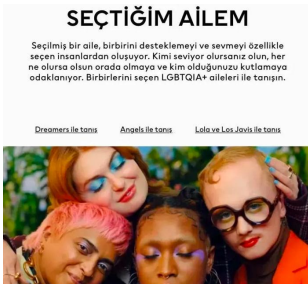 SEÇTİĞİM AİLEM
Seçilmiş bir aile, birbirini desteklemeyi ve sevmeyi özellikle
seçen insanlardan oluşuyor. Kimi seviyor olursanız olun, her
ne olursa olsun orada olmaya ve kim olduğunuzu kutlamaya
odaklanıyor. Birbirlerini seçen LGBTQIA+ aileleri ile tanışın.
Dreamers ile tanış Angels ile tanış Lola ve Los Javis ile tanış